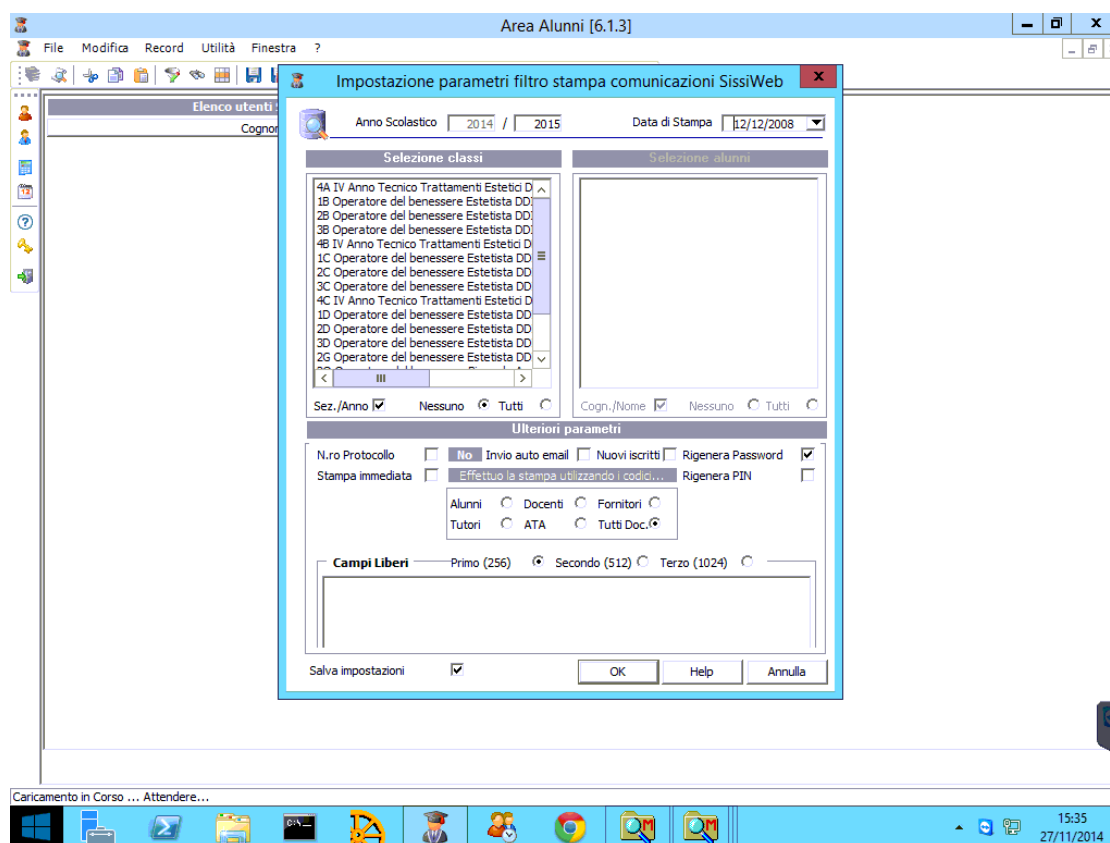 Area Alunni [6.1.3]
File Modifica Record Utilità Finestra ?
Impostazione parametri filtro stampa comunicazioni SissiWeb
Elenco utenti
Cognor
Anno Scolastico 2014 / 2015 Data di Stampa 12/12/2008
Selezione classi Selezione alunni
4A IV Anno Tecnico Trattamenti Estetici D
1B Operatore del benessere Estetista DD
2B Operatore del benessere Estetista DD
3B Operatore del benessere Estetista DD
4B IV Anno Tecnico Trattamenti Estetici D
1C Operatore del benessere Estetista DD
2C Operatore del benessere Estetista DD
3C Operatore del benessere Estetista DD
4C IV Anno Tecnico Trattamenti Estetici D
1D Operatore del benessere Estetista DD
2D Operatore del benessere Estetista DD
3D Operatore del benessere Estetista DD
2G Operatore del benessere Estetista DD
Sez./Anno Nessuno Tutti Cogn./Nome Nessuno Tutti
Ulteriori parametri
N.ro Protocollo No Invio auto email Nuovi iscritti Rigenera Password
Stampa immediata Effettuo la stampa utilizzando i codici... Rigenera PIN
Alunni Docenti Fornitori
Tutori ATA Tutti Doc.
Campi Liberi Primo (256) Secondo (512) Terzo (1024)
Salva impostazioni OK Help Annulla
Caricamento in Corso ... Attendere...
15:35
27/11/2014